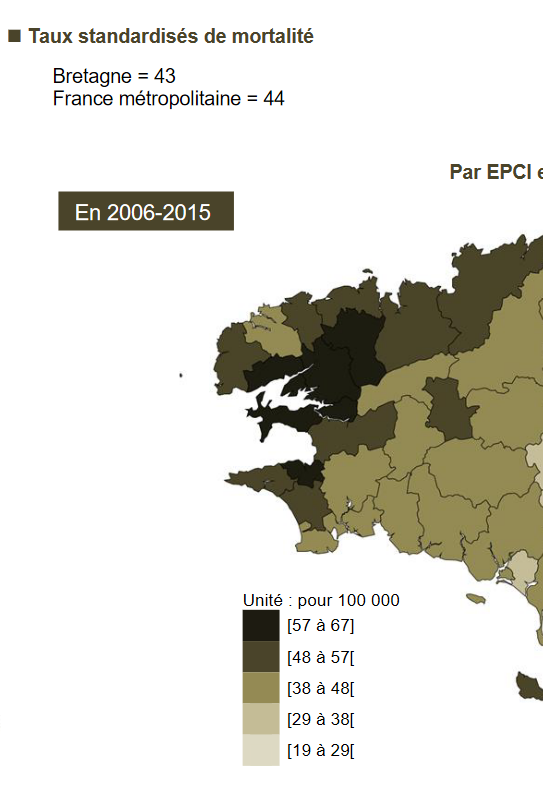 Taux standardisés de mortalité
Bretagne = 43
France métropolitaine = 44
Par EPCI e
En 2006-2015
Unité : pour 100 000
[57 à 67]
[48 à 57[
[38 à 48[
[29 à 38[
[19 à 29[